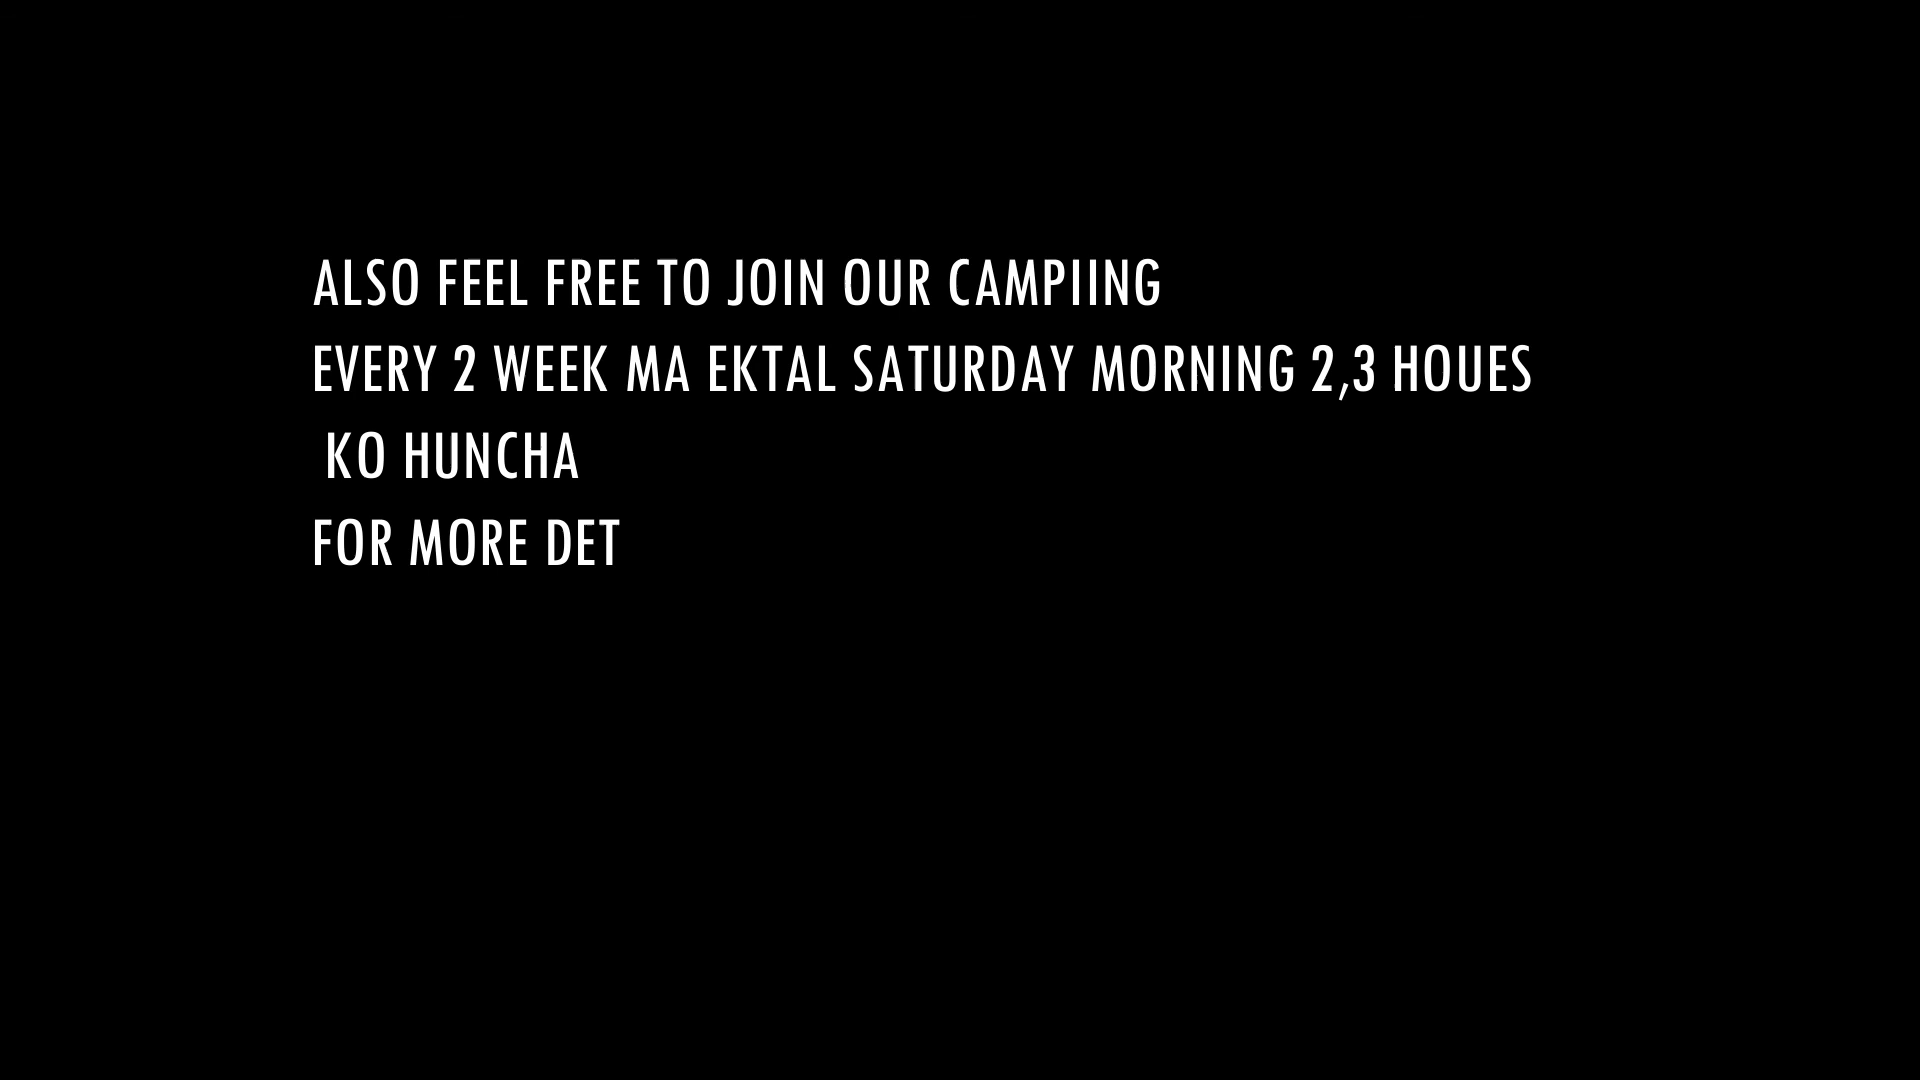 ALSO FEEL FREE TO JOIN OUR CAMPIING
EVERY 2 WEEK MA EKTAL SATURDAY MORNING 2,3 HOUES
KO HUNCHA
FOR MORE DET